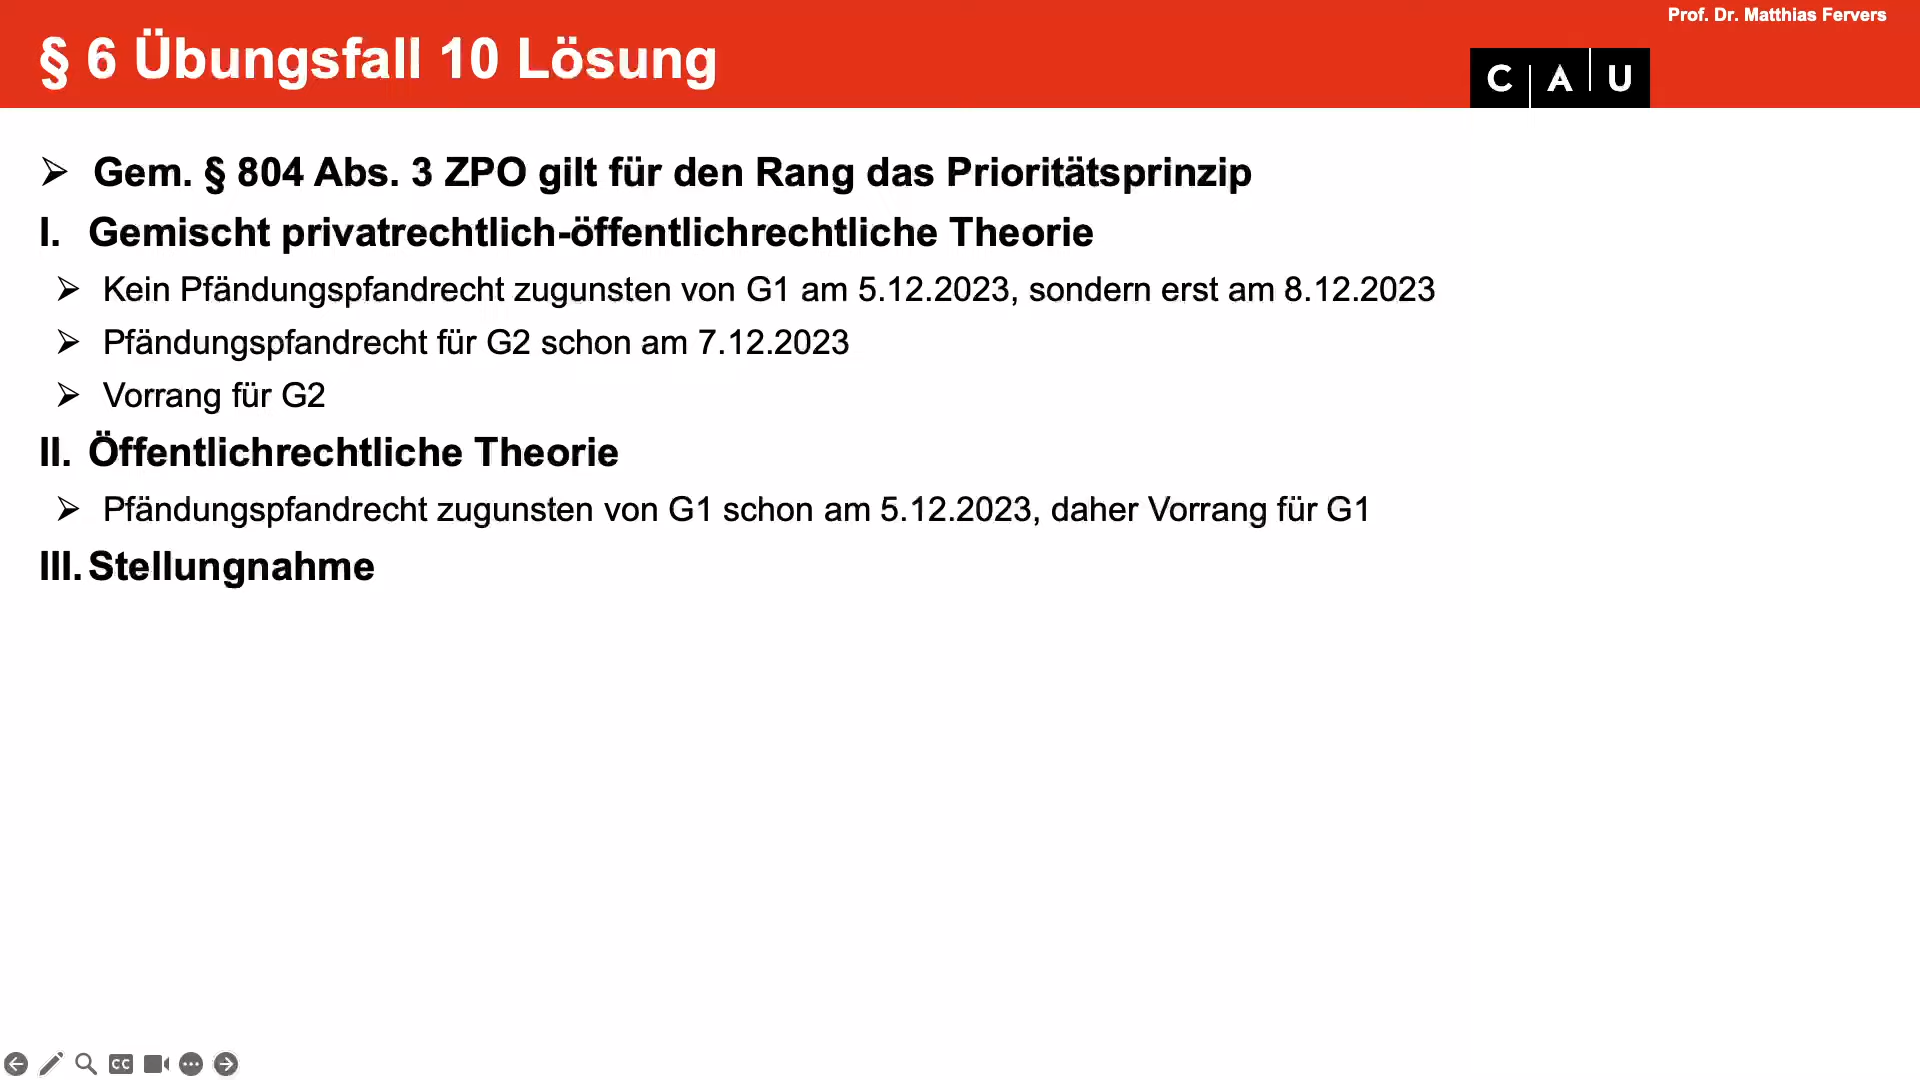 Prof. Dr. Matthias Fervers
§ 6 Übungsfall 10 Lösung
C A U
➢ Gem. § 804 Abs. 3 ZPO gilt für den Rang das Prioritätsprinzip
I. Gemischt privatrechtlich-öffentlichrechtliche Theorie
➢ Kein Pfändungspfandrecht zugunsten von G1 am 5.12.2023, sondern erst am 8.12.2023
➢ Pfändungspfandrecht für G2 schon am 7.12.2023
➢ Vorrang für G2
II. Öffentlichrechtliche Theorie
➢ Pfändungspfandrecht zugunsten von G1 schon am 5.12.2023, daher Vorrang für G1
III. Stellungnahme
CC